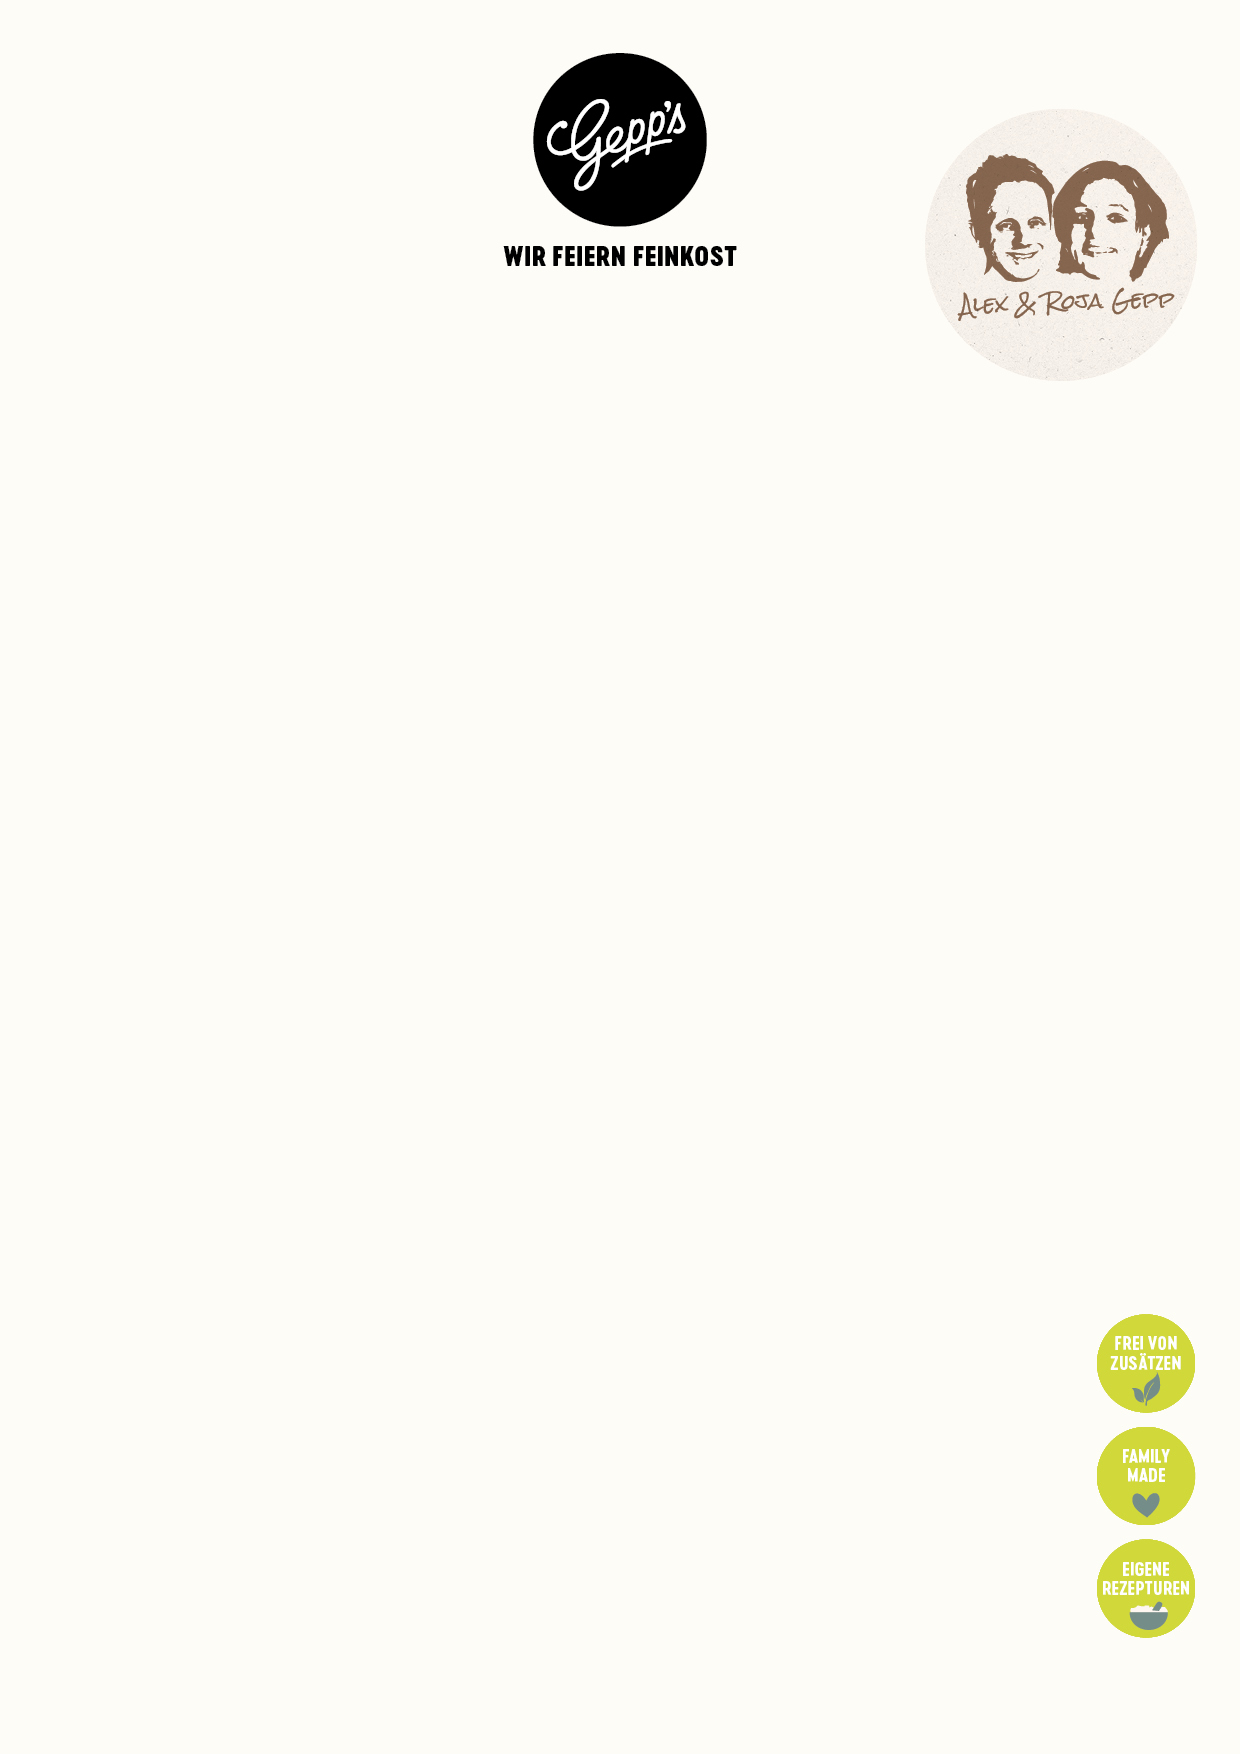 Gepp's
WIR FEIERN FEINKOST
ALEX & ROJA GEPP
FREI VON
ZUSÄTZEN
FAMILY
MADE
EIGENE
REZEPTUREN